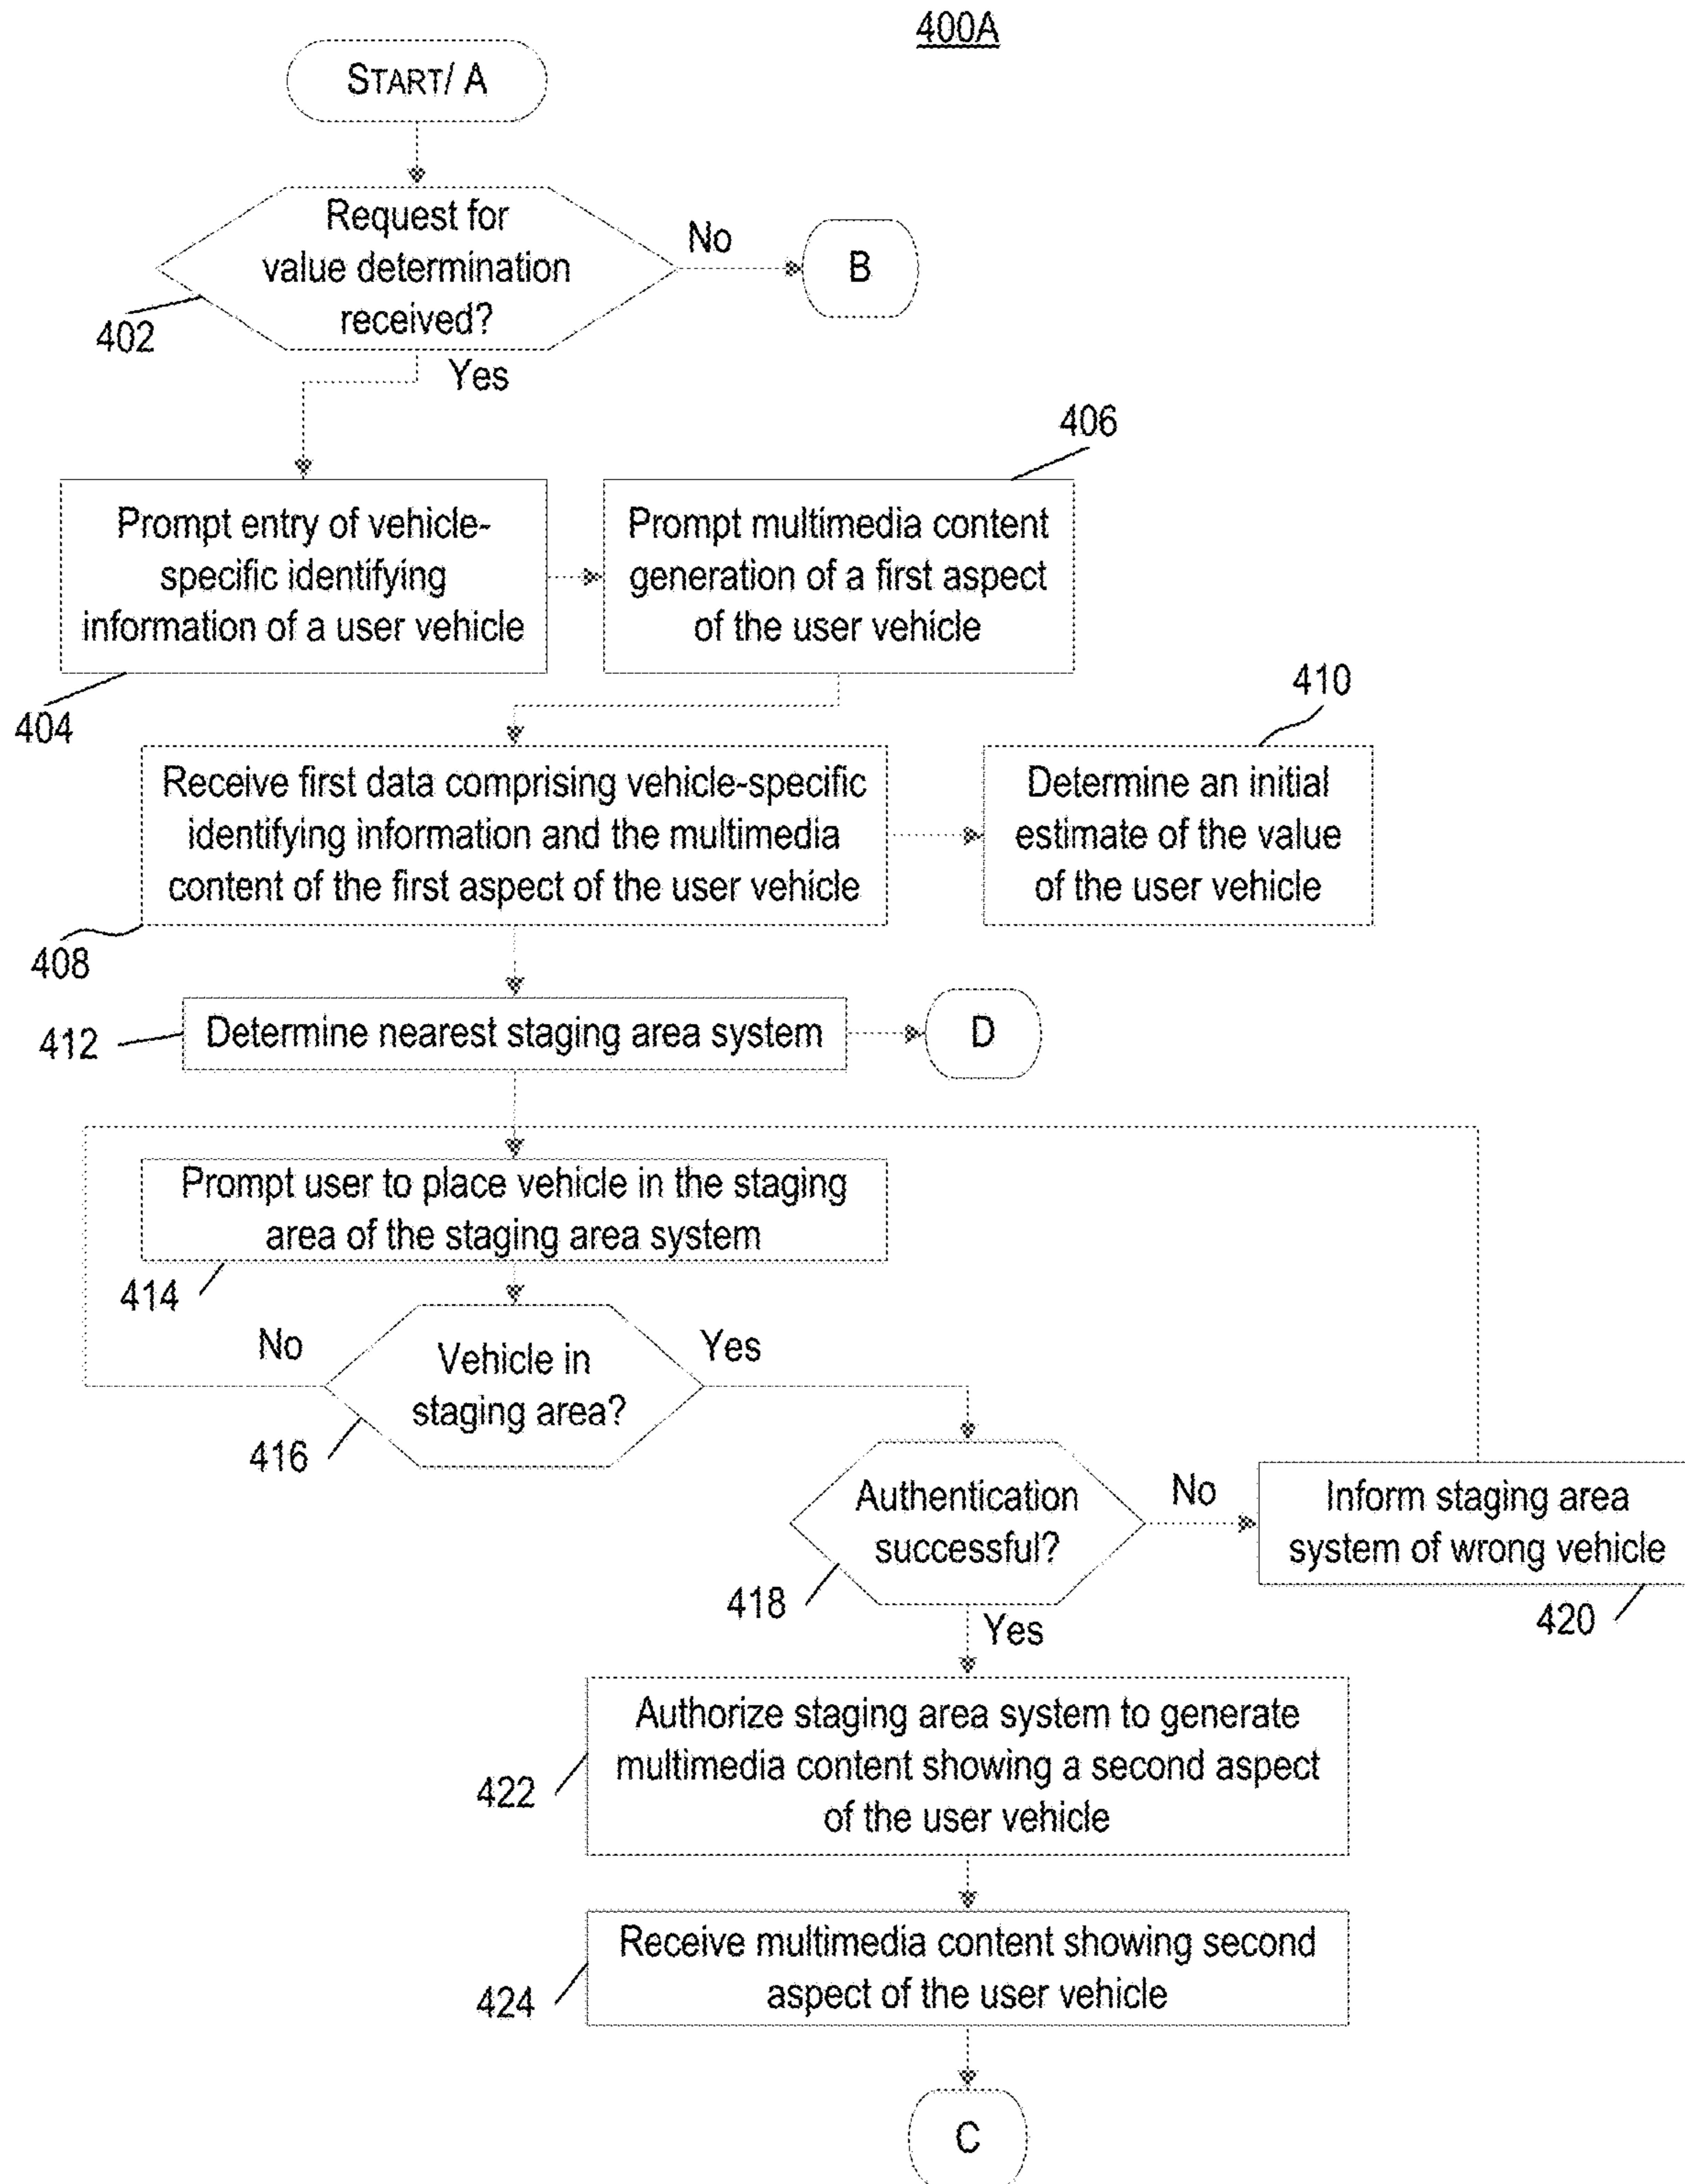 400A
START/ A
Request for
value determination
received?
No
B
402
Yes
406
Prompt entry of vehicle-
specific identifying
information of a user vehicle
Prompt multimedia content
generation of a first aspect
of the user vehicle
404
410
Receive first data comprising vehicle-specific
identifying information and the multimedia
content of the first aspect of the user vehicle
Determine an initial
estimate of the value
of the user vehicle
408
412
Determine nearest staging area system
D
Prompt user to place vehicle in the staging
area of the staging area system
414
No
Vehicle in
staging area?
Yes
416
Authentication
successful?
No
Inform staging area
system of wrong vehicle
418
420
Yes
Authorize staging area system to generate
multimedia content showing a second aspect
of the user vehicle
422
Receive multimedia content showing second
aspect of the user vehicle
424
C